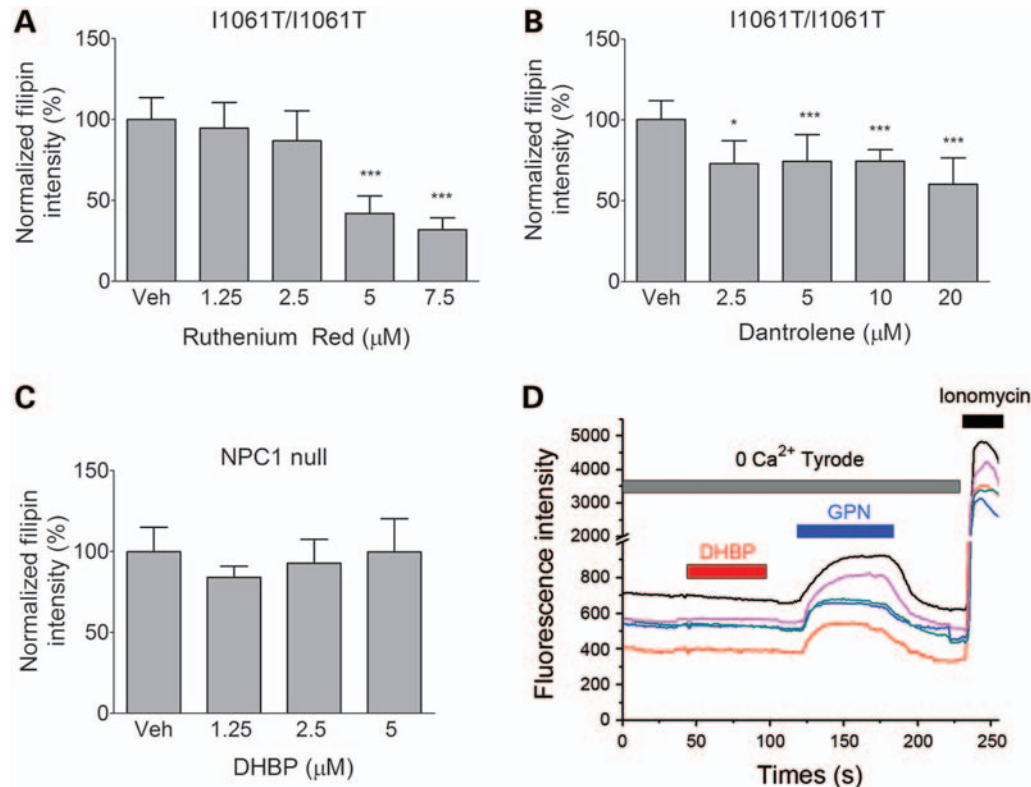 A
I1061T/I1061T
Normalized filipin
intensity (%)
150
100
50
0
Veh
1.25
2.5
5
7.5
***
***
Ruthenium Red (μM)
B
I1061T/I1061T
Normalized filipin
intensity (%)
150
100
50
0
Veh
2.5
5
10
20
*
***
***
***
Dantrolene (μM)
C
NPC1 null
Normalized filipin
intensity (%)
150
100
50
0
Veh
1.25
2.5
5
DHBP (μM)
D
Ionomycin
0 Ca²⁺ Tyrode
GPN
DHBP
Fluorescence intensity
5000
4000
3000
2000
800
600
400
200
0
0
50
100
150
200
250
Times (s)